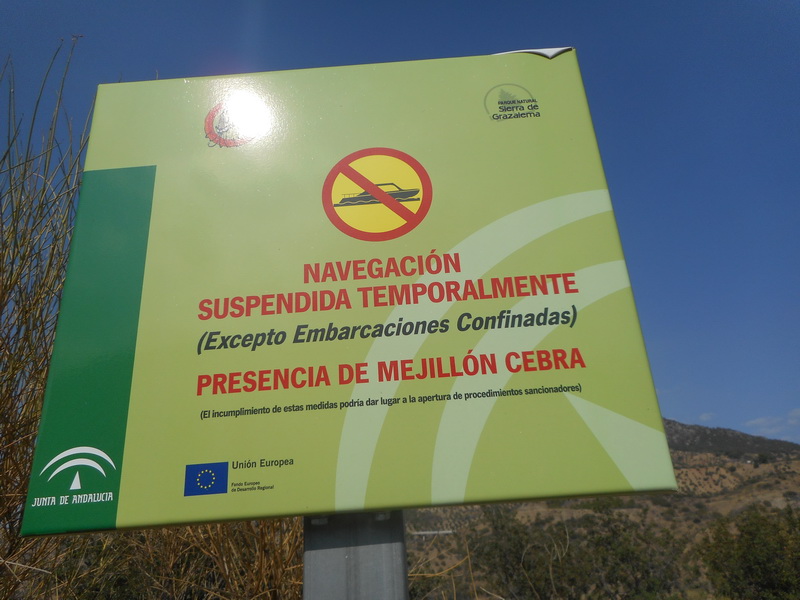 PARQUE NATURAL
Sierra de
Grazalema
NAVEGACIÓN
SUSPENDIDA TEMPORALMENTE
(Excepto Embarcaciones Confinadas)
PRESENCIA DE MEJILLÓN CEBRA
(El incumplimiento de estas medidas podría dar lugar a la apertura de procedimientos sancionadores)
Unión Europea
Fondo Europeo
de Desarrollo Regional
JUNTA DE ANDALUCIA